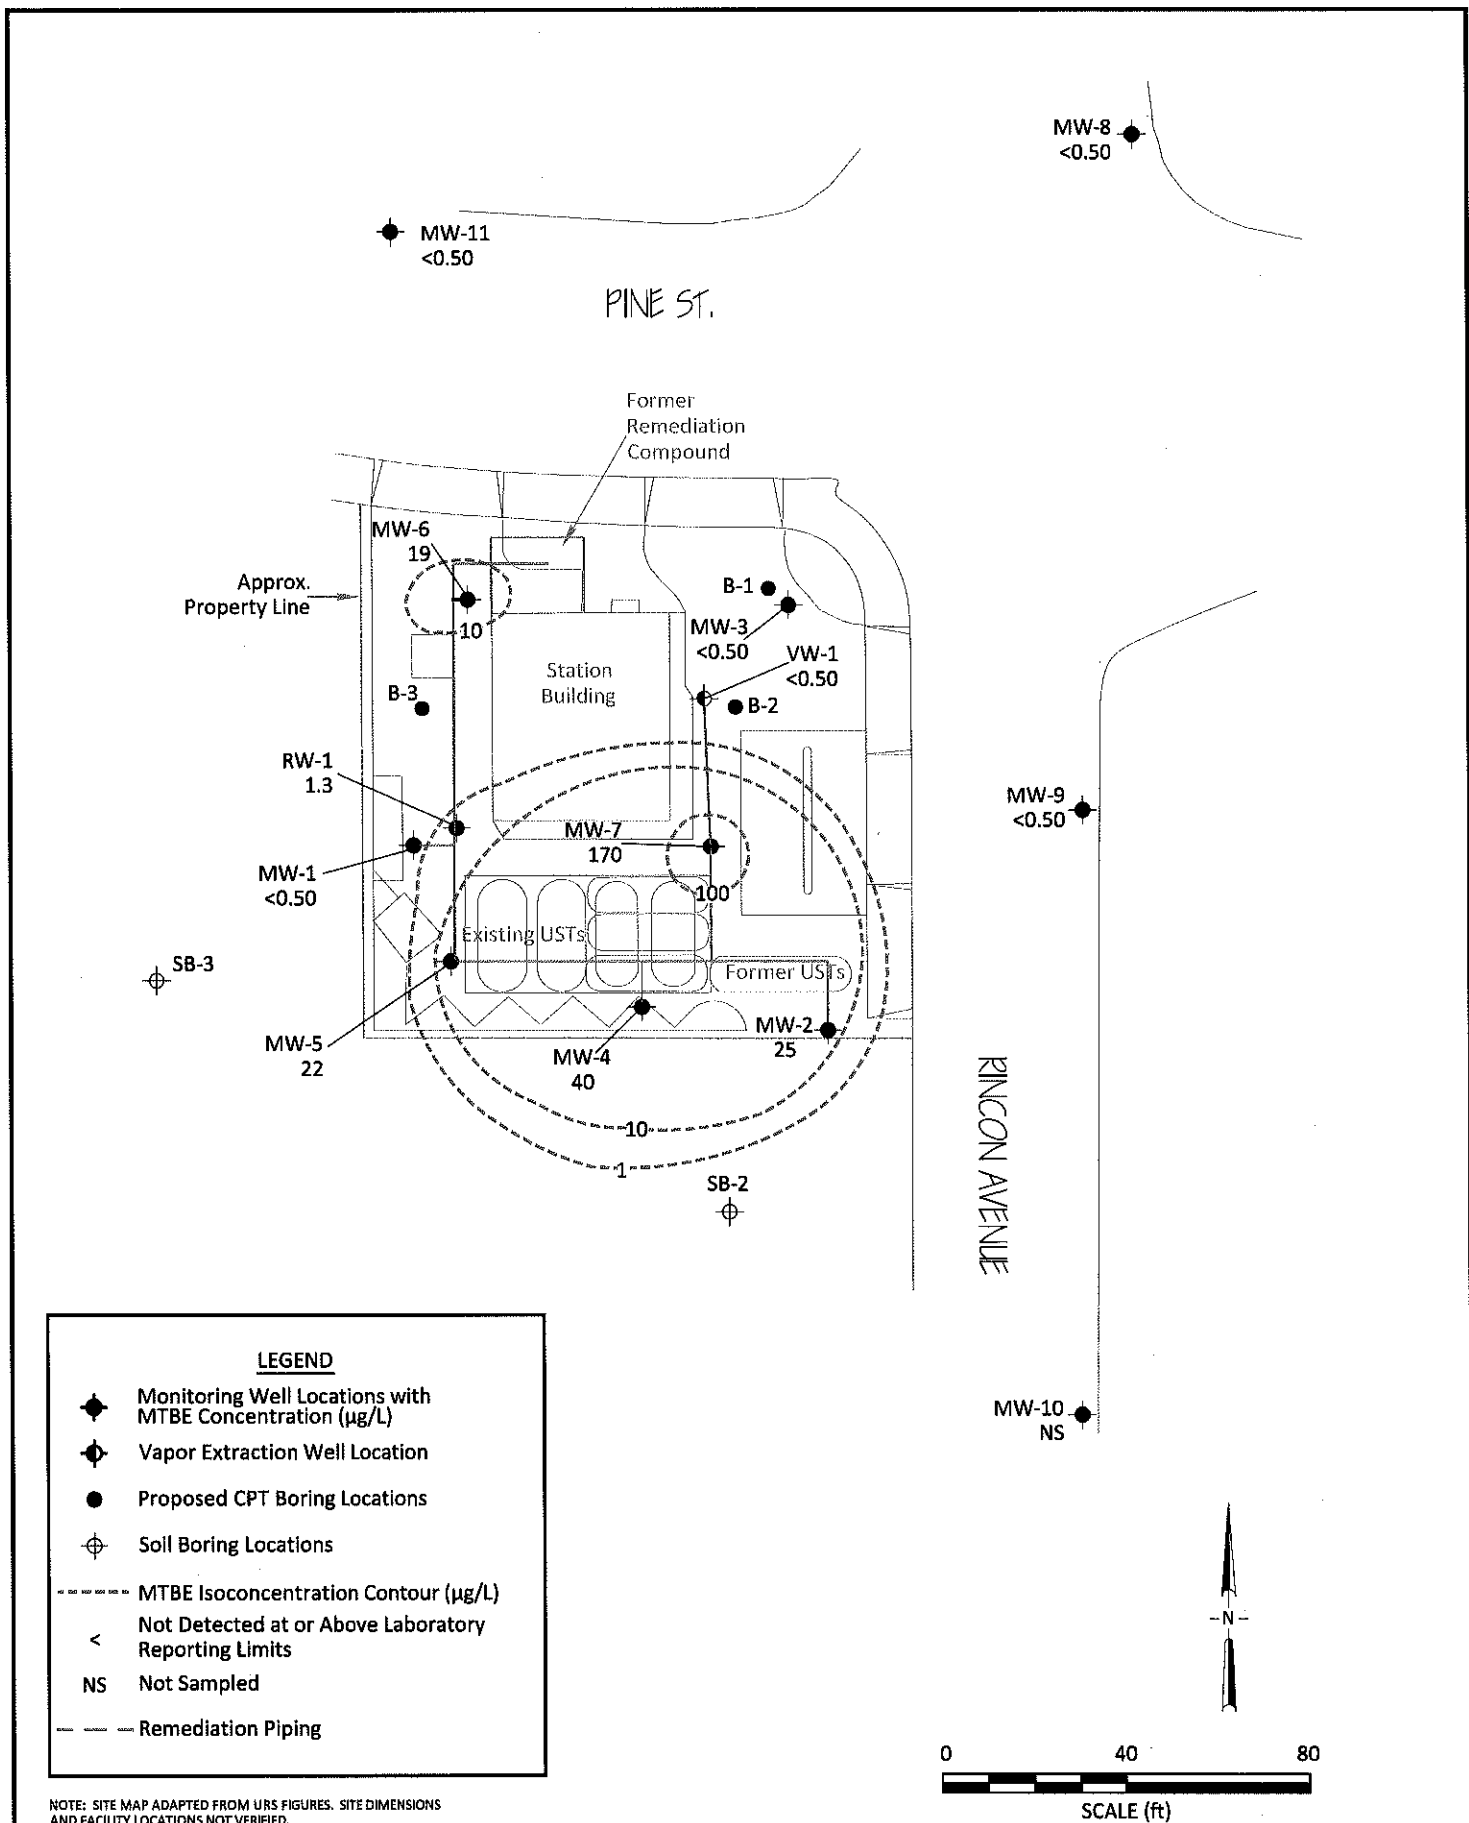 MW-8
<0.50
MW-11
<0.50
PINE ST.
Former
Remediation
Compound
MW-6
19
Approx.
Property Line
10
B-1
MW-3
<0.50
VW-1
<0.50
Station
Building
B-3
B-2
RW-1
1.3
MW-9
<0.50
MW-7
170
MW-1
<0.50
100
Existing USTs
SB-3
Former USTs
MW-5
22
MW-4
40
MW-2
25
10
1
SB-2
RINCON AVENUE
MW-10
NS
LEGEND
Monitoring Well Locations with
MTBE Concentration (µg/L)
Vapor Extraction Well Location
Proposed CPT Boring Locations
Soil Boring Locations
MTBE Isoconcentration Contour (µg/L)
< Not Detected at or Above Laboratory
Reporting Limits
NS Not Sampled
Remediation Piping
-N-
0 40 80
SCALE (ft)
NOTE: SITE MAP ADAPTED FROM URS FIGURES. SITE DIMENSIONS
AND FACILITY LOCATIONS NOT VERIFIED.